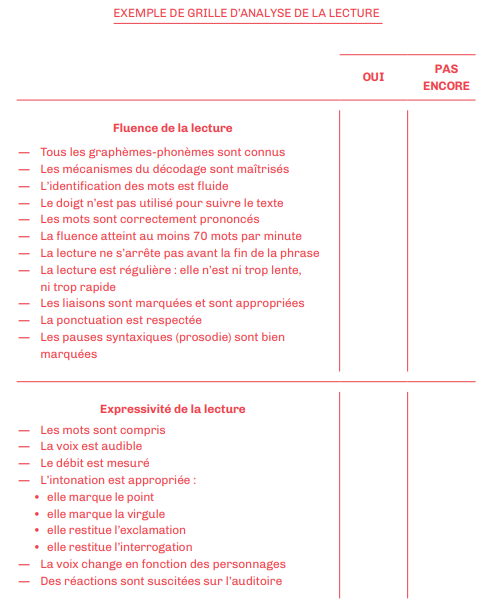 EXEMPLE DE GRILLE D'ANALYSE DE LA LECTURE
OUI
PAS
ENCORE
Fluence de la lecture
— Tous les graphèmes-phonèmes sont connus
— Les mécanismes du décodage sont maîtrisés
— L'identification des mots est fluide
— Le doigt n'est pas utilisé pour suivre le texte
— Les mots sont correctement prononcés
— La fluence atteint au moins 70 mots par minute
— La lecture ne s'arrête pas avant la fin de la phrase
— La lecture est régulière : elle n'est ni trop lente,
ni trop rapide
— Les liaisons sont marquées et sont appropriées
— La ponctuation est respectée
— Les pauses syntaxiques (prosodie) sont bien
marquées
Expressivité de la lecture
— Les mots sont compris
— La voix est audible
— Le débit est mesuré
— L'intonation est appropriée :
• elle marque le point
• elle marque la virgule
• elle restitue l'exclamation
• elle restitue l'interrogation
— La voix change en fonction des personnages
— Des réactions sont suscitées sur l'auditoire